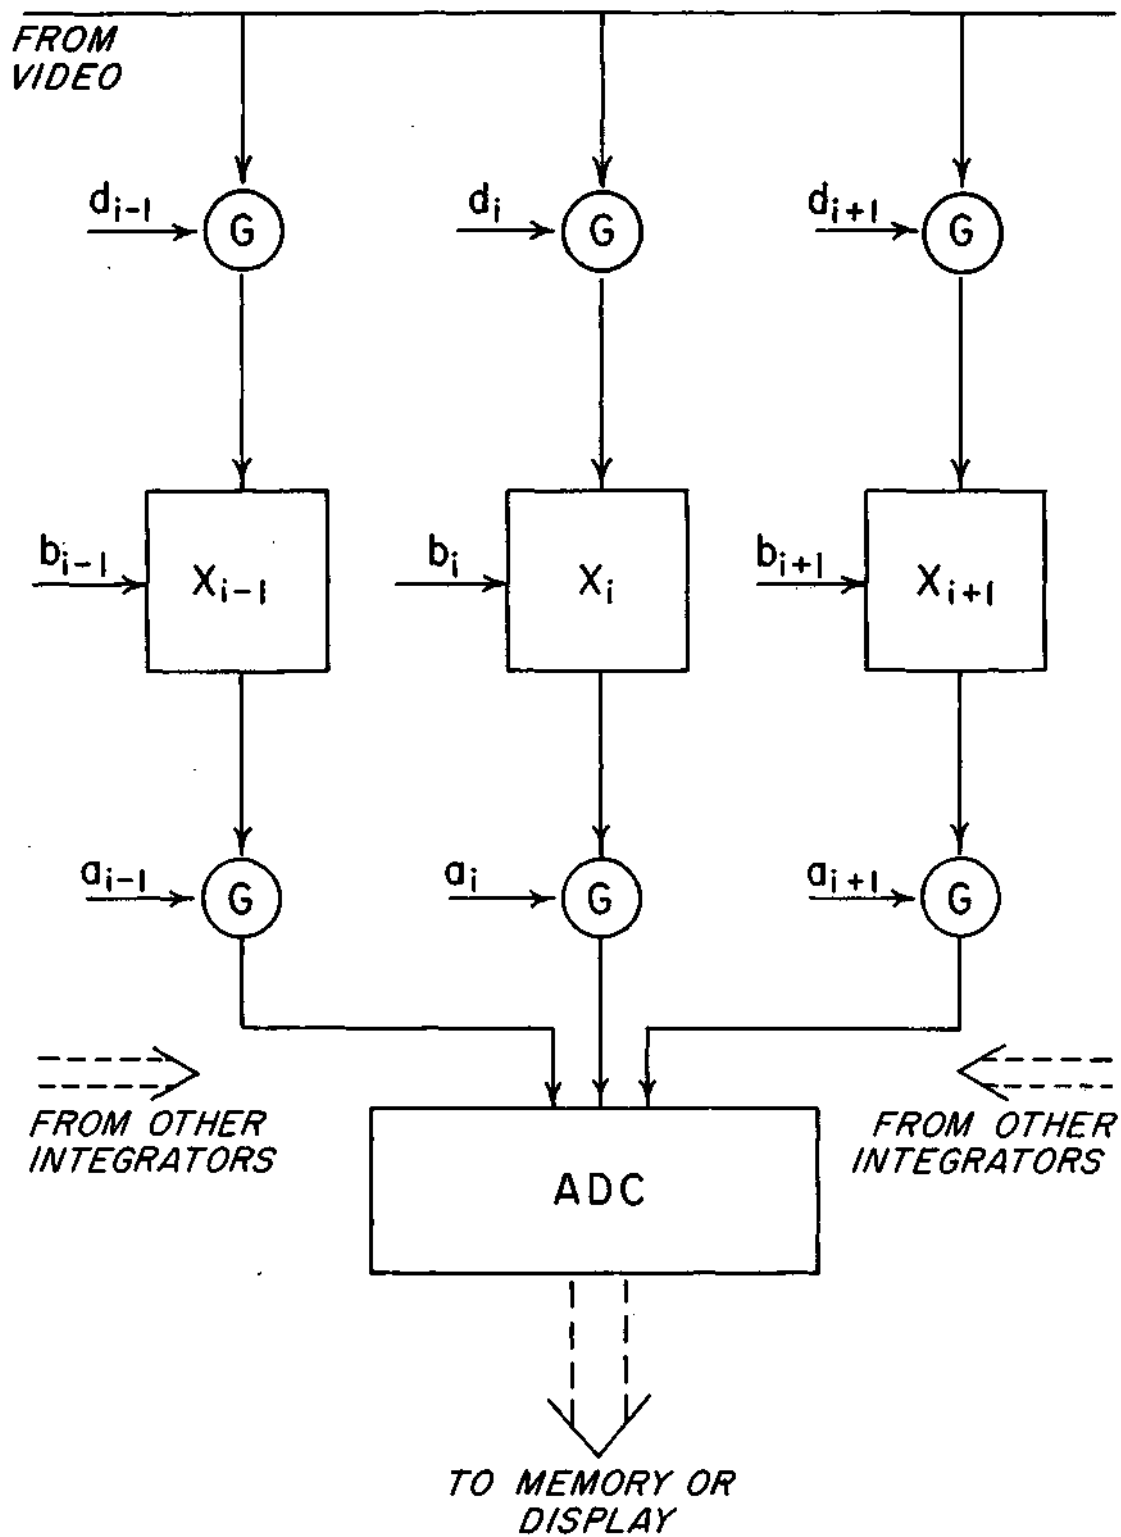 FROM
VIDEO
d_{i-1} G d_i G d_{i+1} G
b_{i-1} X_{i-1} b_i X_i b_{i+1} X_{i+1}
a_{i-1} G a_i G a_{i+1} G
FROM OTHER
INTEGRATORS
FROM OTHER
INTEGRATORS
ADC
TO MEMORY OR
DISPLAY